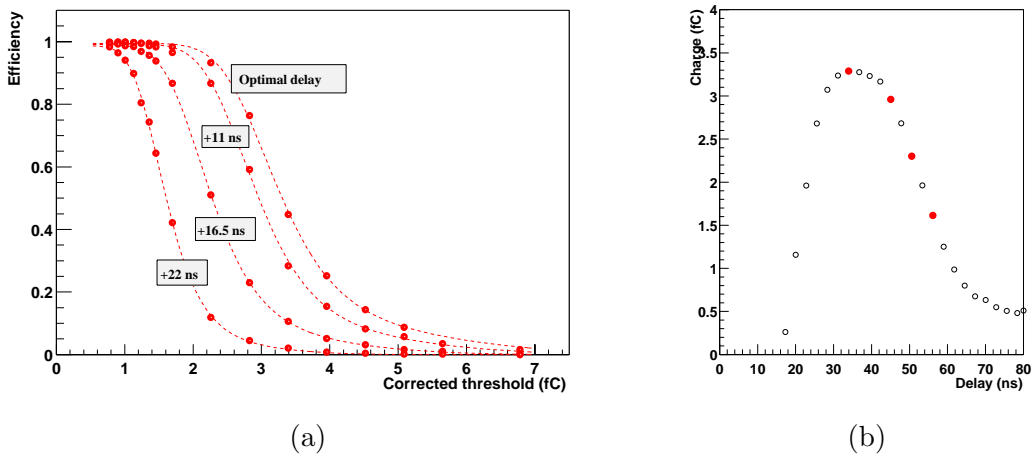 Efficiency
1
0.8
0.6
0.4
0.2
0
Optimal delay
+11 ns
+16.5 ns
+22 ns
0 1 2 3 4 5 6 7
Corrected threshold (fC)
(a)
Charge (fC)
4
3.5
3
2.5
2
1.5
1
0.5
0
0 10 20 30 40 50 60 70 80
Delay (ns)
(b)